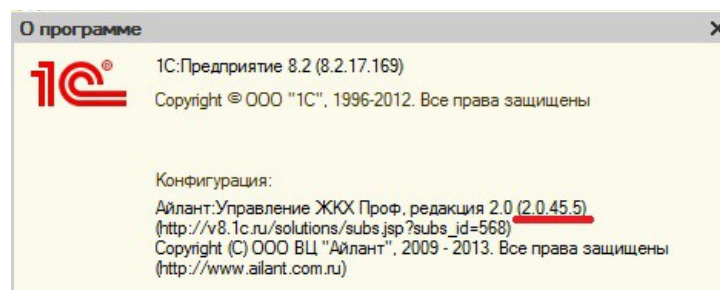 О программе
1С®
1С:Предприятие 8.2 (8.2.17.169)
Copyright © ООО "1С", 1996-2012. Все права защищены
Конфигурация:
Айлант:Управление ЖКХ Проф, редакция 2.0 (2.0.45.5)
(http://v8.1c.ru/solutions/subs.jsp?subs_id=568)
Copyright (C) ООО ВЦ "Айлант", 2009 - 2013. Все права защищены
(http://www.ailant.com.ru)